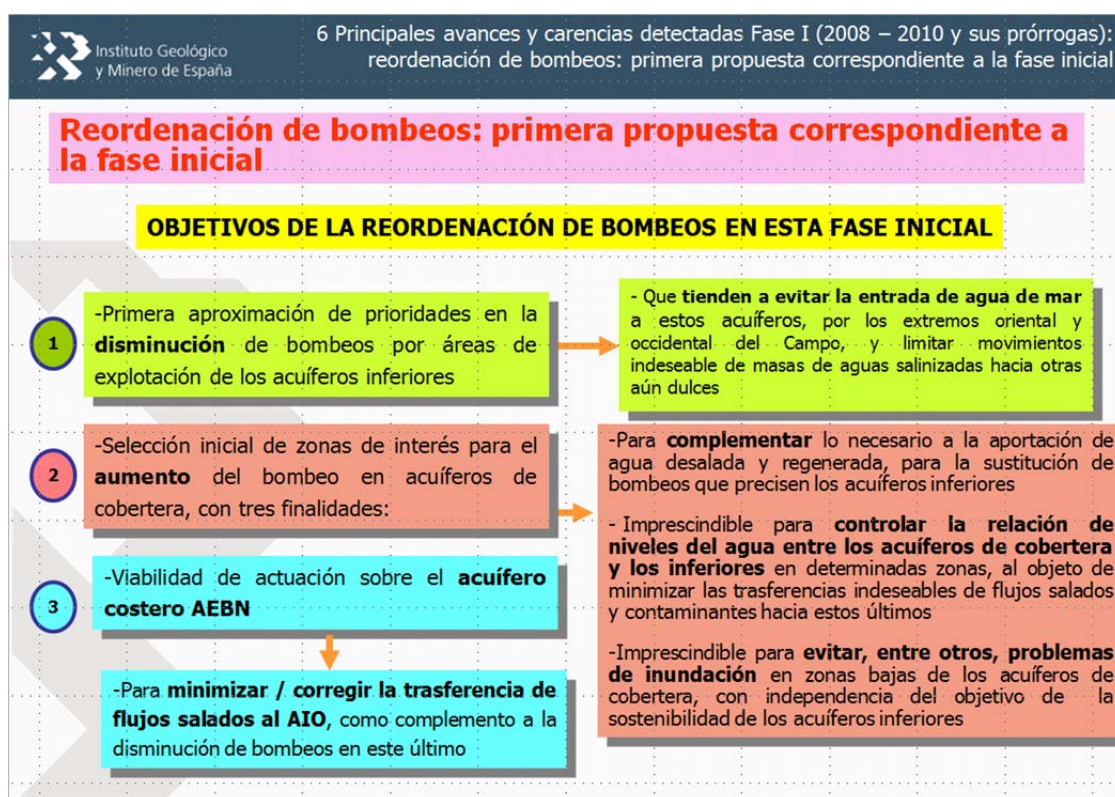 Instituto Geológico
y Minero de España
6 Principales avances y carencias detectadas Fase I (2008 – 2010 y sus prórrogas):
reordenación de bombeos: primera propuesta correspondiente a la fase inicial
Reordenación de bombeos: primera propuesta correspondiente a
la fase inicial
OBJETIVOS DE LA REORDENACIÓN DE BOMBEOS EN ESTA FASE INICIAL
1
-Primera aproximación de prioridades en la
disminución de bombeos por áreas de
explotación de los acuíferos inferiores
- Que tienden a evitar la entrada de agua de mar
a estos acuíferos, por los extremos oriental y
occidental del Campo, y limitar movimientos
indeseable de masas de aguas salinizadas hacia otras
aún dulces
2
-Selección inicial de zonas de interés para el
aumento del bombeo en acuíferos de
cobertera, con tres finalidades:
-Para complementar lo necesario a la aportación de
agua desalada y regenerada, para la sustitución de
bombeos que precisen los acuíferos inferiores
- Imprescindible para controlar la relación de
niveles del agua entre los acuíferos de cobertera
y los inferiores en determinadas zonas, al objeto de
minimizar las trasferencias indeseables de flujos salados
y contaminantes hacia estos últimos
-Imprescindible para evitar, entre otros, problemas
de inundación en zonas bajas de los acuíferos de
cobertera, con independencia del objetivo de la
sostenibilidad de los acuíferos inferiores
3
-Viabilidad de actuación sobre el acuífero
costero AEBN
-Para minimizar / corregir la trasferencia de
flujos salados al AIO, como complemento a la
disminución de bombeos en este último